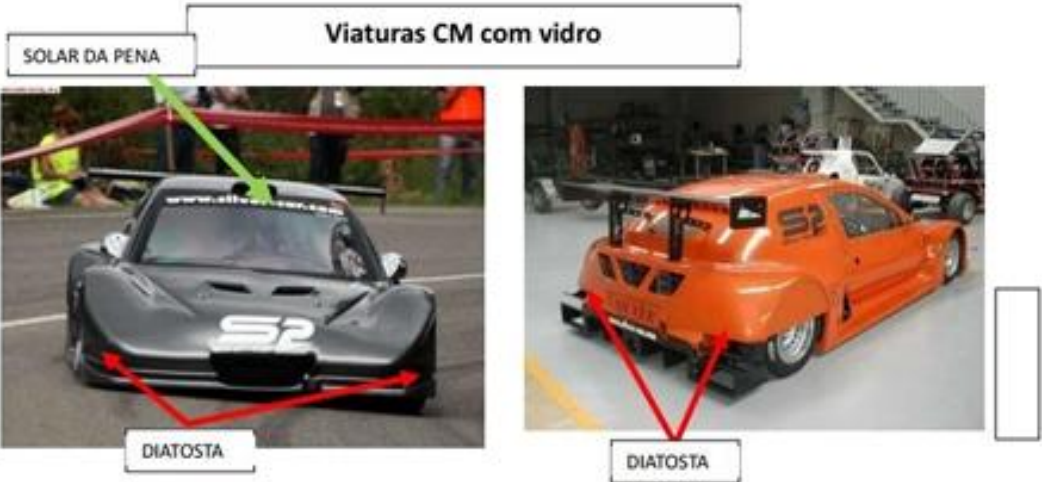 Viaturas CM com vidro
SOLAR DA PENA
S2
S2
DIATOSTA
DIATOSTA